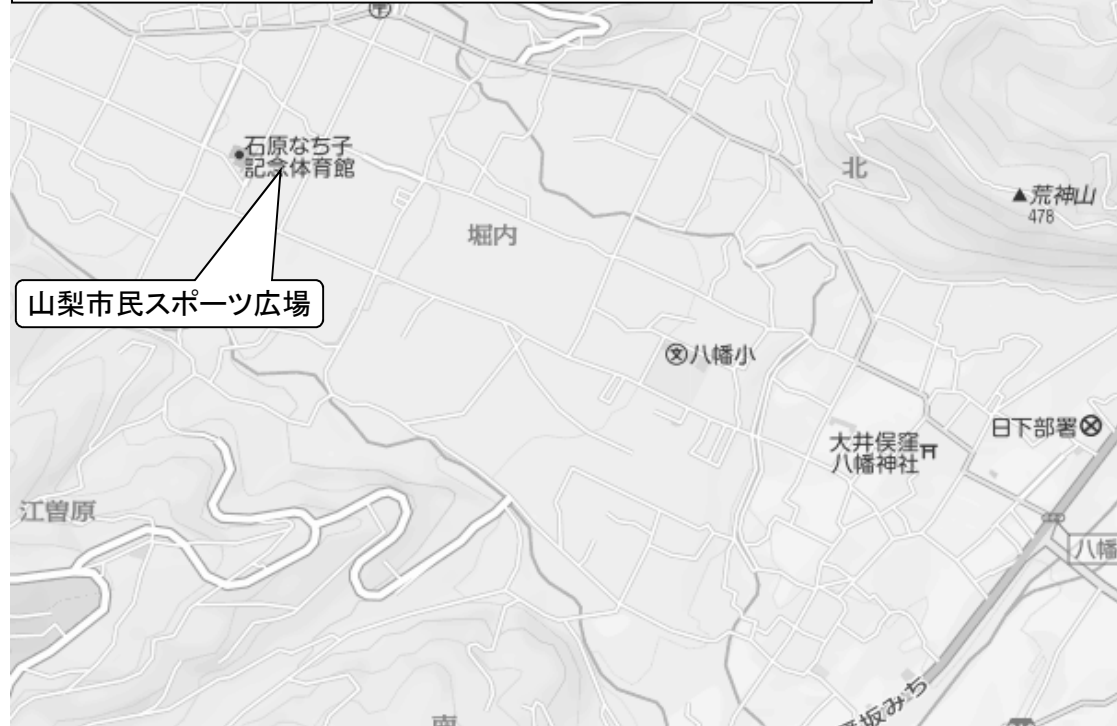 石原なち子
記念体育館
北
▲荒神山
478
堀内
山梨市民スポーツ広場
八幡小
日下部署
大井俣窪
八幡神社
江曽原
八幡
坂みち
南